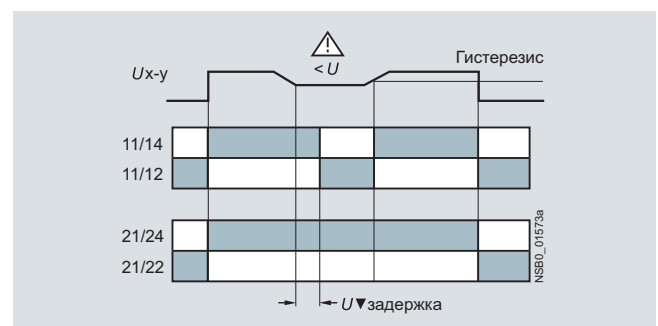 < U
Гистерезис
Ux-y
11/14
11/12
21/24
21/22
U▼задержка
NSB0_01573a